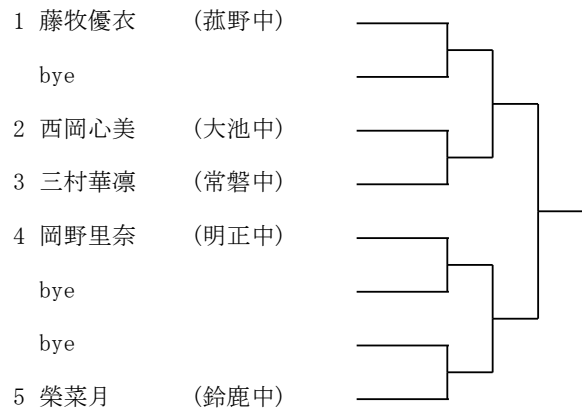 1 藤牧優衣 (菰野中)
bye
2 西岡心美 (大池中)
3 三村華凛 (常磐中)
4 岡野里奈 (明正中)
bye
bye
5 榮菜月 (鈴鹿中)